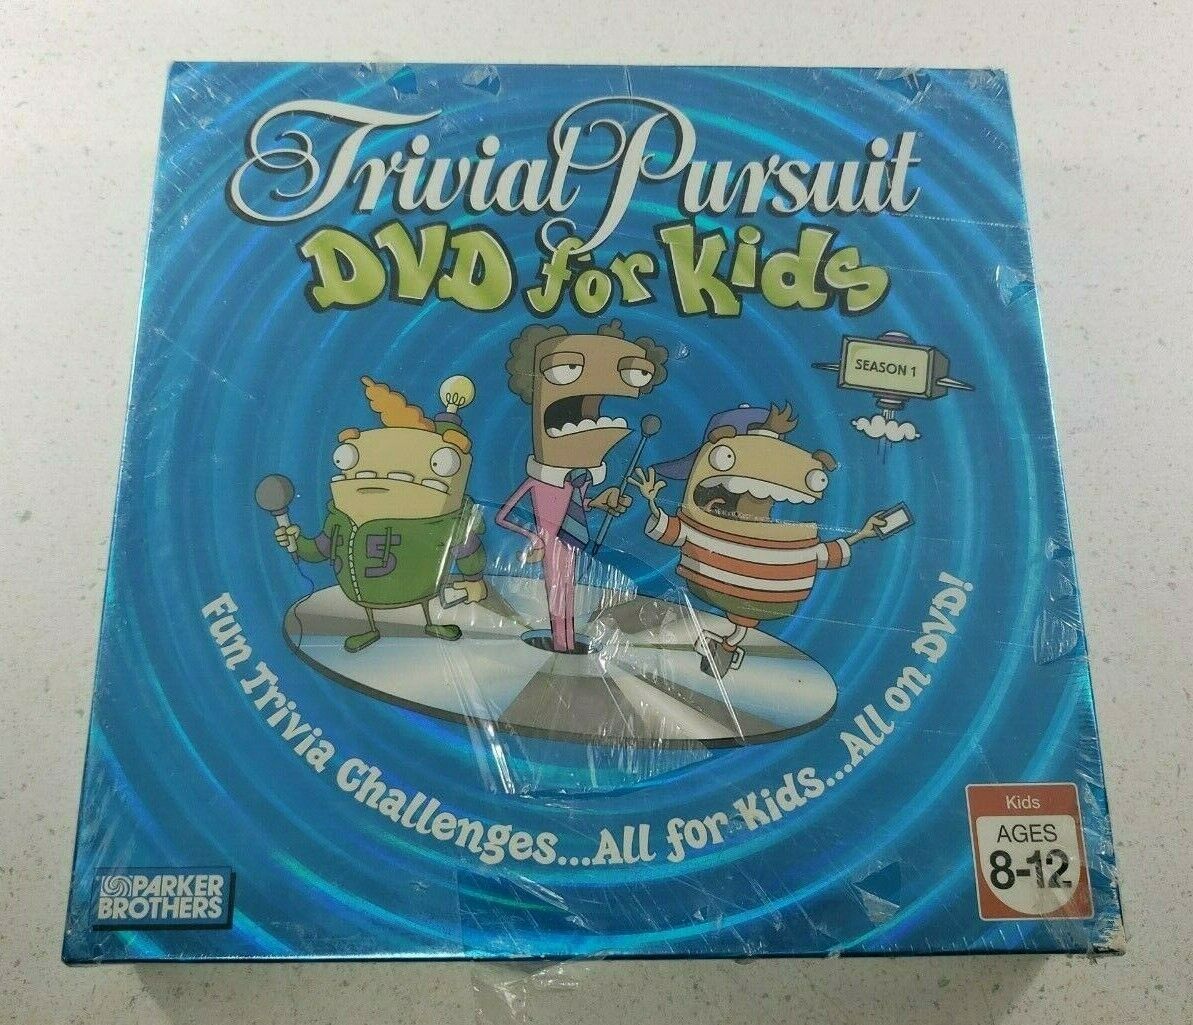 Trivial Pursuit
DVD for Kids
SEASON 1
5
Fun Trivia Challenges...All for Kids...All on DVD!
Kids
AGES
8-12
PARKER
BROTHERS